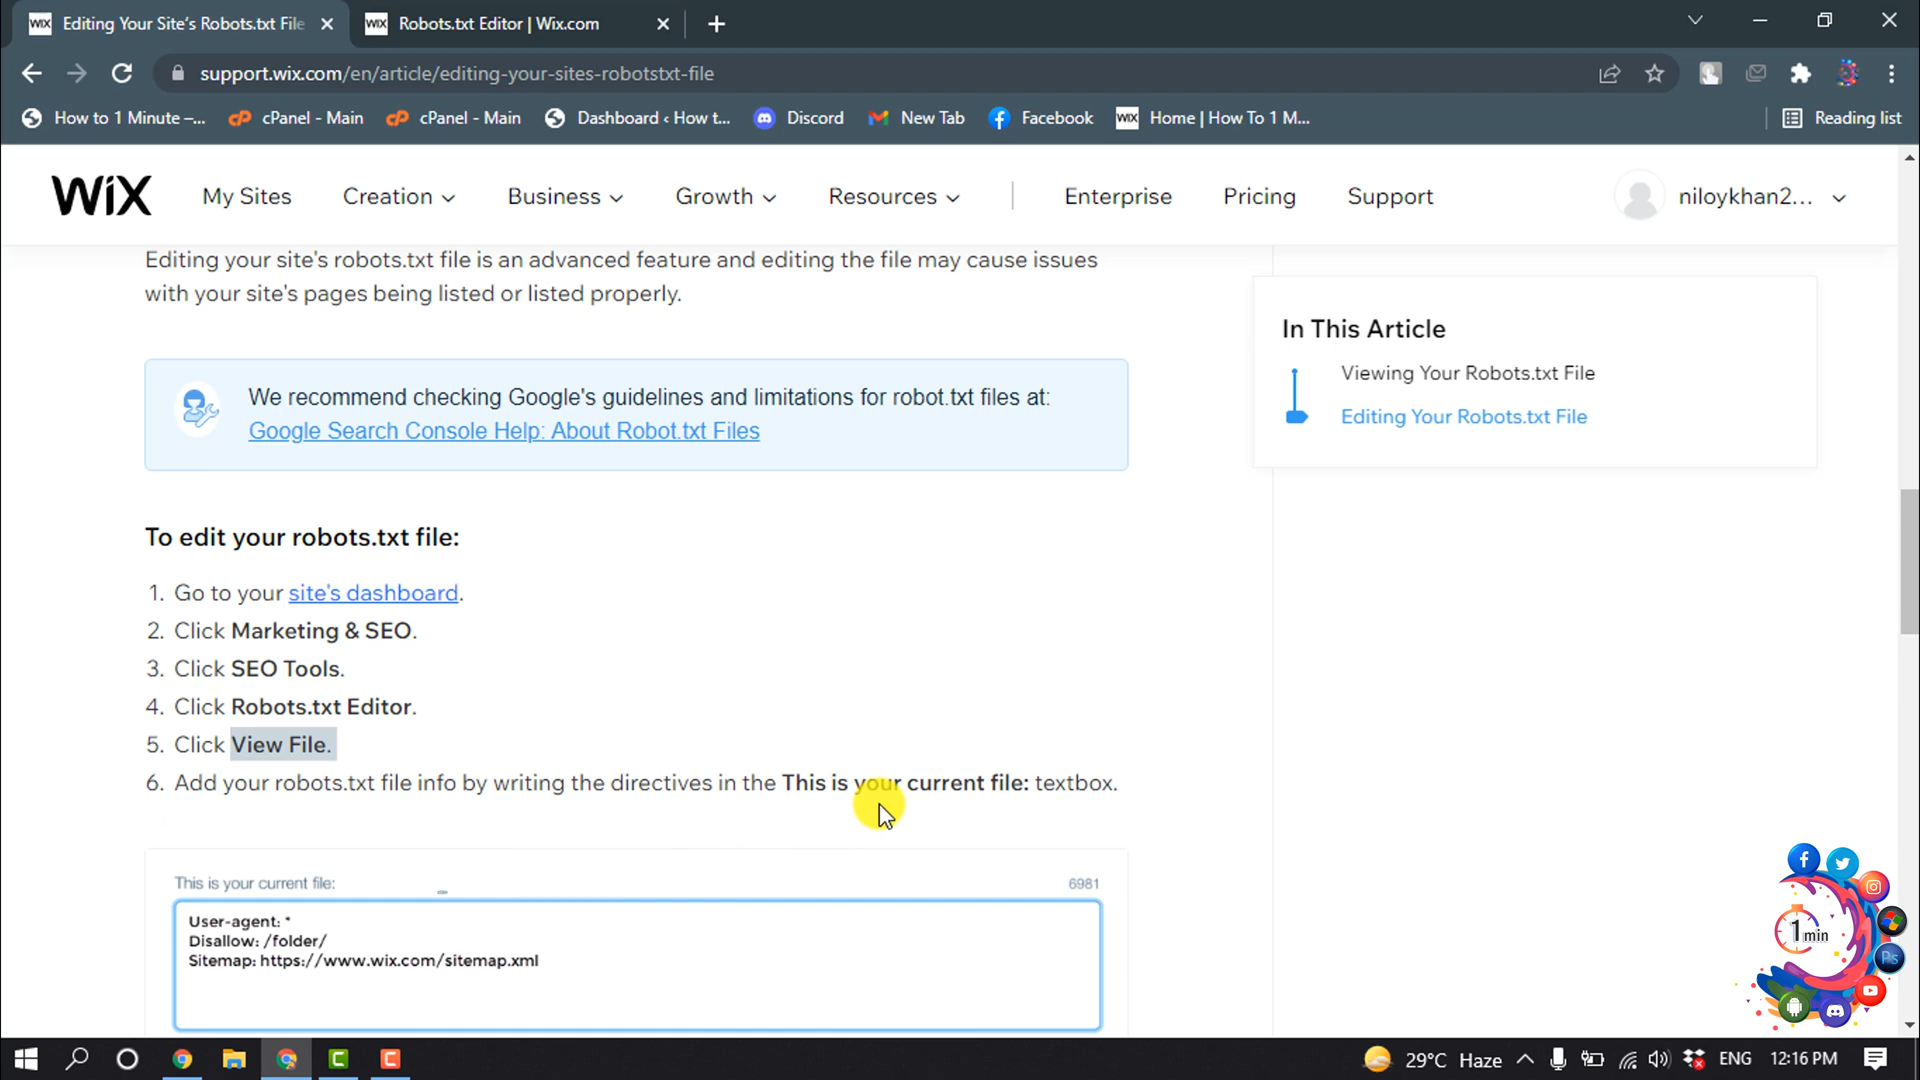 Editing Your Site's Robots.txt File
Robots.txt Editor | Wix.com
support.wix.com/en/article/editing-your-sites-robotstxt-file
How to 1 Minute –...
cPanel - Main
cPanel - Main
Dashboard ‹ How t...
Discord
New Tab
Facebook
Home | How To 1 M...
Reading list
WiX
My Sites
Creation
Business
Growth
Resources
Enterprise
Pricing
Support
niloykhan2...
Editing your site's robots.txt file is an advanced feature and editing the file may cause issues
with your site's pages being listed or listed properly.
We recommend checking Google's guidelines and limitations for robot.txt files at:
Google Search Console Help: About Robot.txt Files
In This Article
Viewing Your Robots.txt File
Editing Your Robots.txt File
To edit your robots.txt file:
1. Go to your site's dashboard.
2. Click Marketing & SEO.
3. Click SEO Tools.
4. Click Robots.txt Editor.
5. Click View File.
6. Add your robots.txt file info by writing the directives in the This is your current file: textbox.
This is your current file:
6981
User-agent: *
Disallow: /folder/
Sitemap: https://www.wix.com/sitemap.xml
1 min
Ps
29°C Haze
ENG
12:16 PM